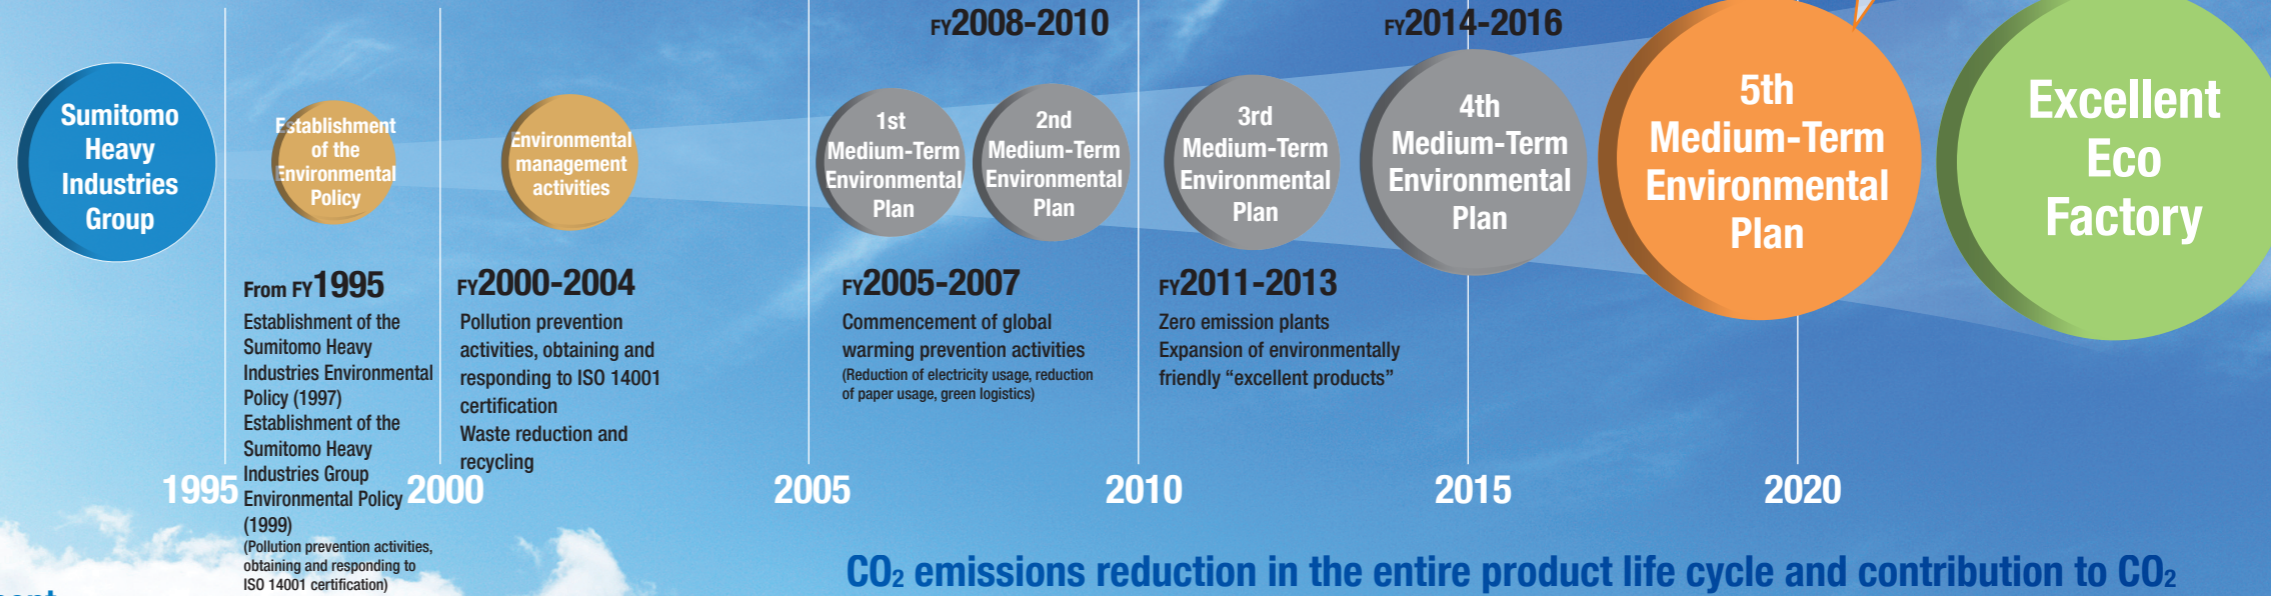 FY2008-2010
FY2014-2016
Sumitomo
Heavy
Industries
Group
Establishment
of the
Environmental
Policy
Environmental
management
activities
1st
Medium-Term
Environmental
Plan
2nd
Medium-Term
Environmental
Plan
3rd
Medium-Term
Environmental
Plan
4th
Medium-Term
Environmental
Plan
5th
Medium-Term
Environmental
Plan
Excellent
Eco
Factory
From FY1995
Establishment of the
Sumitomo Heavy
Industries Environmental
Policy (1997)
Establishment of the
Sumitomo Heavy
Industries Group
Environmental Policy
(1999)
(Pollution prevention activities,
obtaining and responding to
ISO 14001 certification)
FY2000-2004
Pollution prevention
activities, obtaining and
responding to ISO 14001
certification
Waste reduction and
recycling
FY2005-2007
Commencement of global
warming prevention activities
(Reduction of electricity usage, reduction
of paper usage, green logistics)
FY2011-2013
Zero emission plants
Expansion of environmentally
friendly “excellent products”
1995
2000
2005
2010
2015
2020
CO₂ emissions reduction in the entire product life cycle and contribution to CO₂